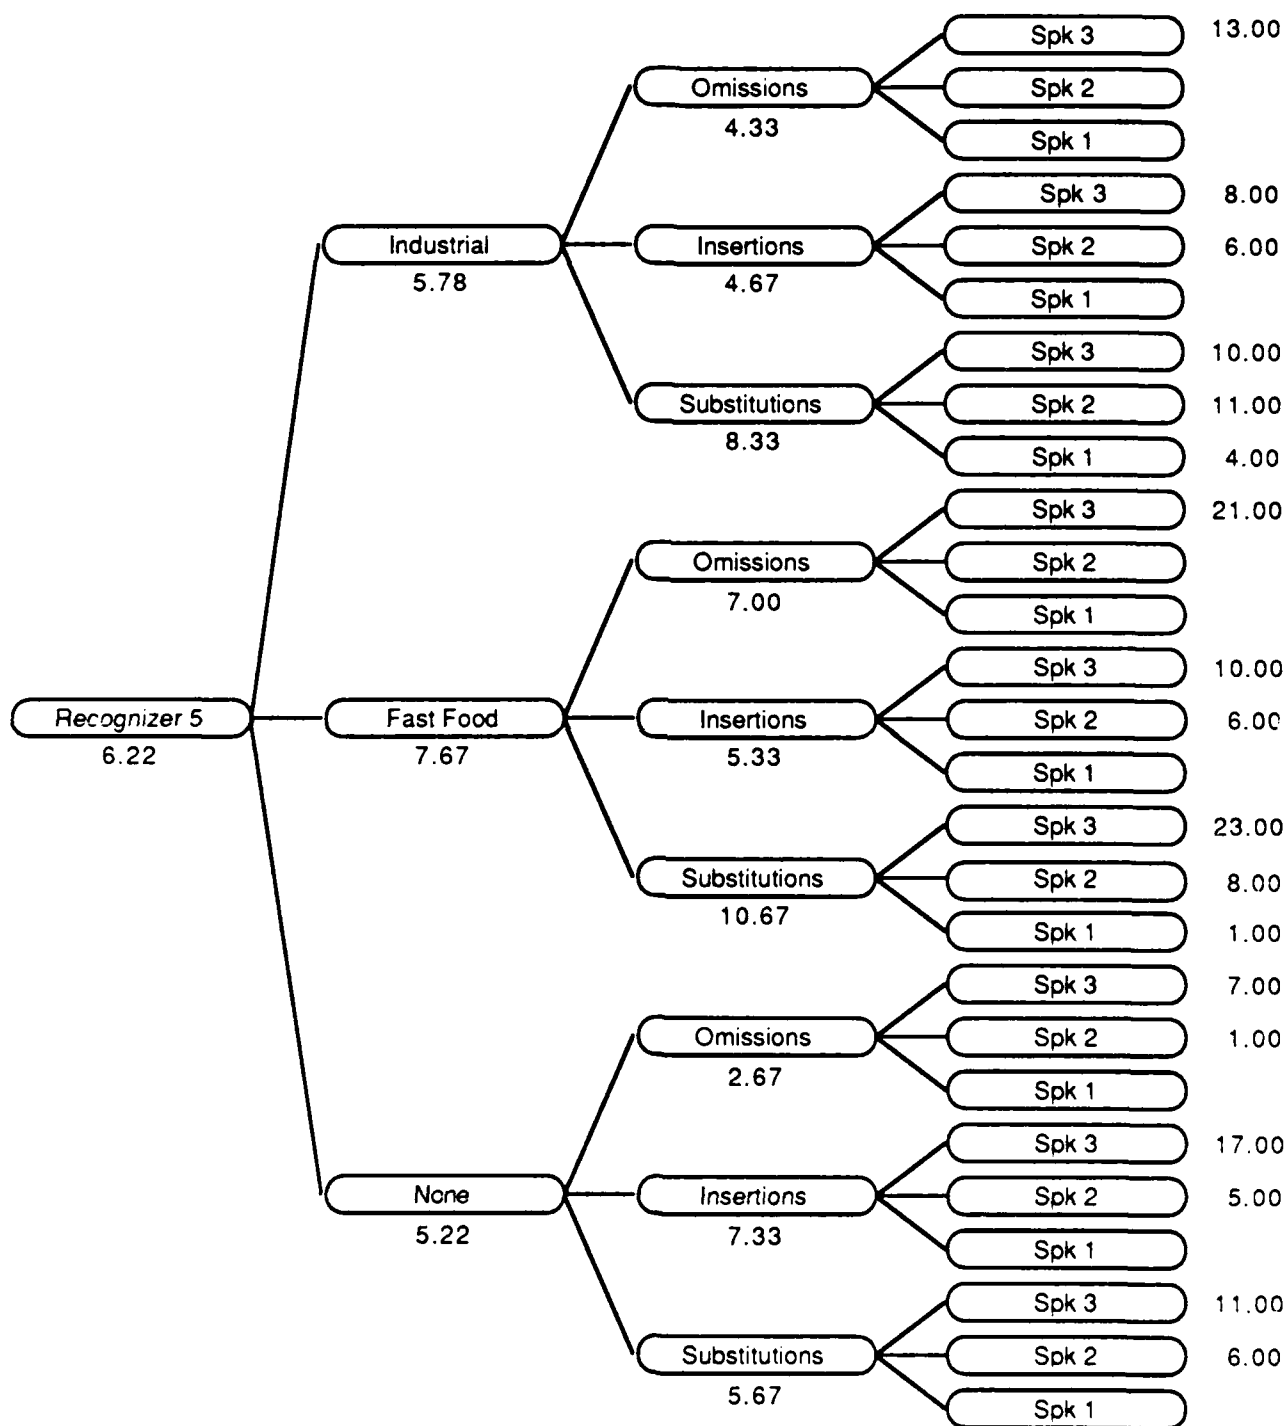 Spk 3 13.00
Omissions Spk 2
4.33
Spk 1
Spk 3 8.00
Industrial Insertions Spk 2 6.00
5.78 4.67
Spk 1
Spk 3 10.00
Substitutions Spk 2 11.00
8.33
Spk 1 4.00
Spk 3 21.00
Omissions Spk 2
7.00
Spk 1
Spk 3 10.00
Recognizer 5 Fast Food Insertions Spk 2 6.00
6.22 7.67 5.33
Spk 1
Spk 3 23.00
Substitutions Spk 2 8.00
10.67
Spk 1 1.00
Spk 3 7.00
Omissions Spk 2 1.00
2.67
Spk 1
Spk 3 17.00
None Insertions Spk 2 5.00
5.22 7.33
Spk 1
Spk 3 11.00
Substitutions Spk 2 6.00
5.67
Spk 1